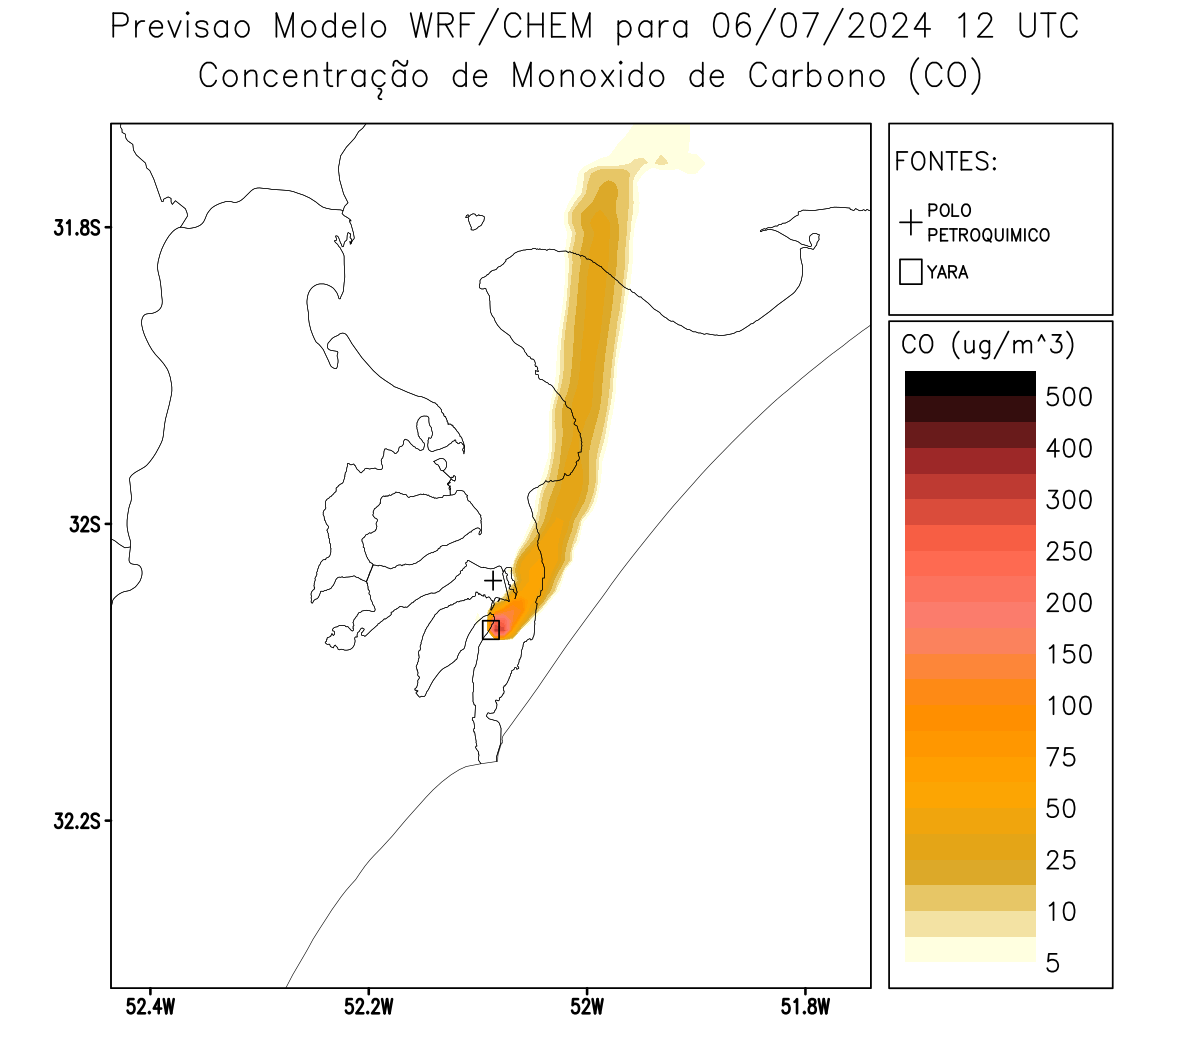 Previsao Modelo WRF/CHEM para 06/07/2024 12 UTC
Concentração de Monoxido de Carbono (CO)
FONTES:
POLO
PETROQUIMICO
YARA
CO (ug/m^3)
500
400
300
250
200
150
100
75
50
25
10
5
31.8S
32S
32.2S
52.4W
52.2W
52W
51.8W